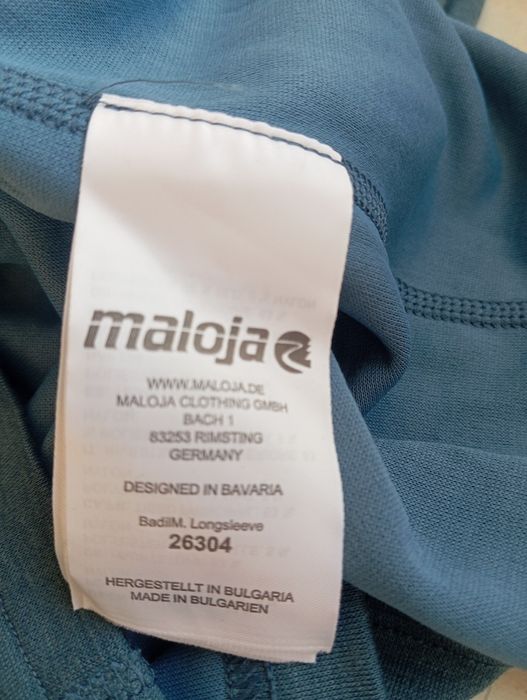 maloja
WWW.MALOJA.DE
MALOJA CLOTHING GMBH
BACH 1
83253 RIMSTING
GERMANY
DESIGNED IN BAVARIA
BadilM. Longsleeve
26304
HERGESTELLT IN BULGARIA
MADE IN BULGARIEN